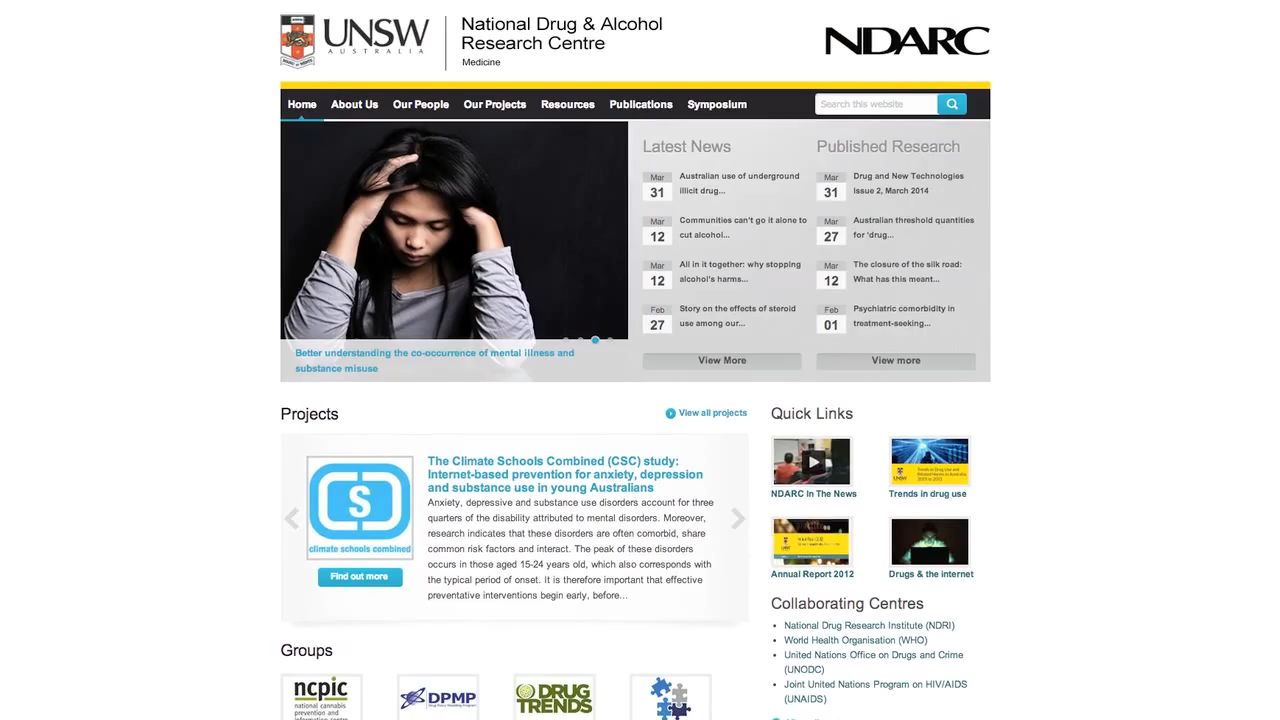 UNSW
AUSTRALIA
National Drug & Alcohol
Research Centre
Medicine
NDARC
Home About Us Our People Our Projects Resources Publications Symposium
Search this website
Better understanding the co-occurrence of mental illness and
substance misuse
Latest News
Mar
31
Australian use of underground
illicit drug...
Mar
12
Communities can't go it alone to
cut alcohol...
Mar
12
All in it together: why stopping
alcohol's harms...
Feb
27
Story on the effects of steroid
use among our...
View More
Published Research
Mar
31
Drug and New Technologies
issue 2, March 2014
Mar
27
Australian threshold quantities
for 'drug...
Mar
12
The closure of the silk road:
What has this meant...
Feb
01
Psychiatric comorbidity in
treatment-seeking...
View more
Projects
View all projects
S
climate schools combined
Find out more
The Climate Schools Combined (CSC) study:
Internet-based prevention for anxiety, depression
and substance use in young Australians
Anxiety, depressive and substance use disorders account for three
quarters of the disability attributed to mental disorders. Moreover,
research indicates that these disorders are often comorbid, share
common risk factors and interact. The peak of these disorders
occurs in those aged 15-24 years old, which also corresponds with
the typical period of onset. It is therefore important that effective
preventative interventions begin early, before...
Groups
ncpic
national cannabis
prevention and
DPMP
DRUG
TRENDS
Quick Links
NDARC In The News
Trends in drug use
Annual Report 2012
Drugs & the internet
Collaborating Centres
National Drug Research Institute (NDRI)
World Health Organisation (WHO)
United Nations Office on Drugs and Crime
(UNODC)
Joint United Nations Program on HIV/AIDS
(UNAIDS)